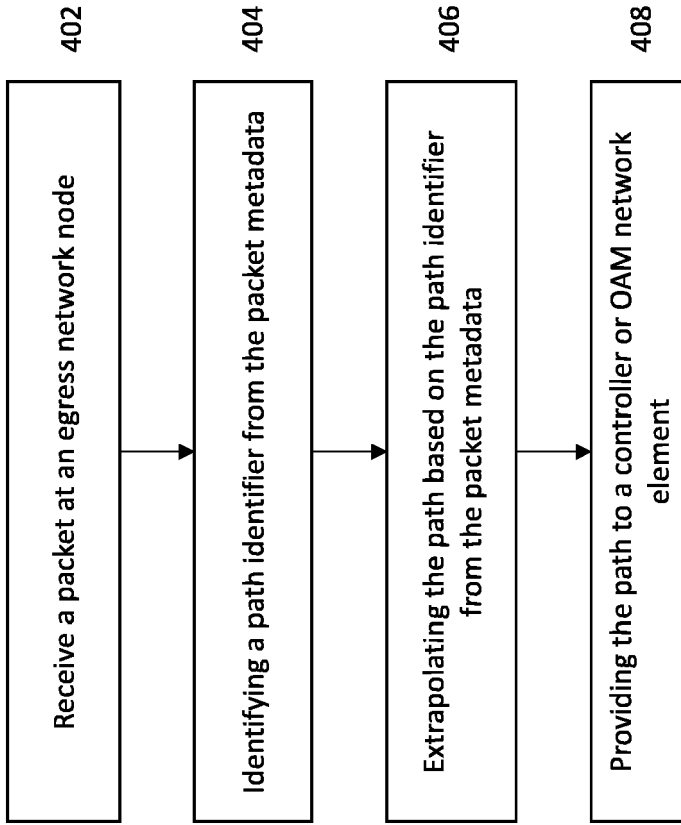 Receive a packet at an egress network node
402
Identifying a path identifier from the packet metadata
404
Extrapolating the path based on the path identifier
from the packet metadata
406
Providing the path to a controller or OAM network
element
408